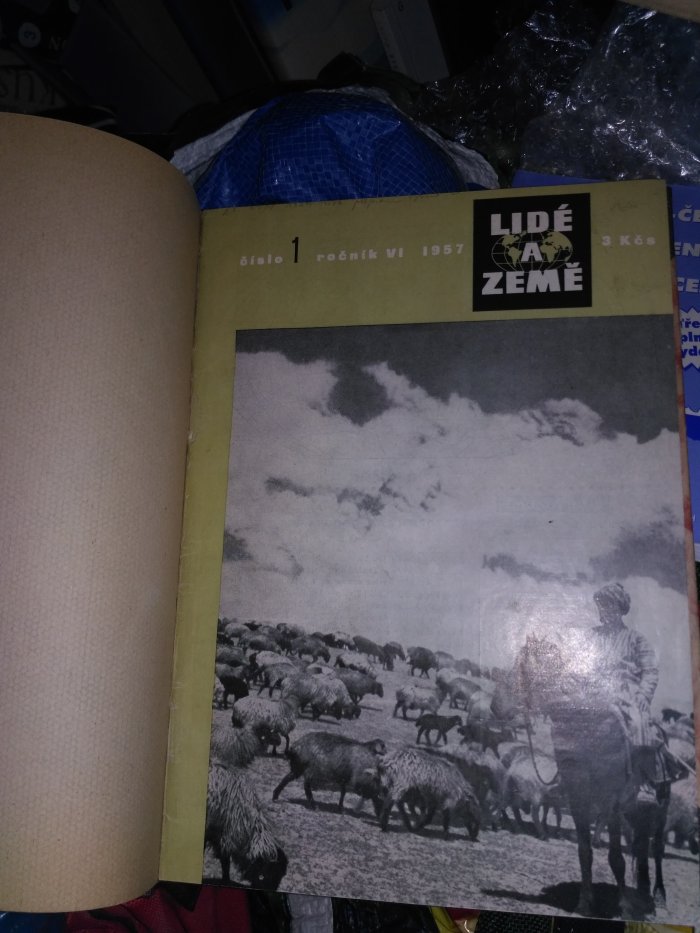 číslo 1 ročník VI 1957
LIDÉ
A
ZEMĚ
3 Kčs